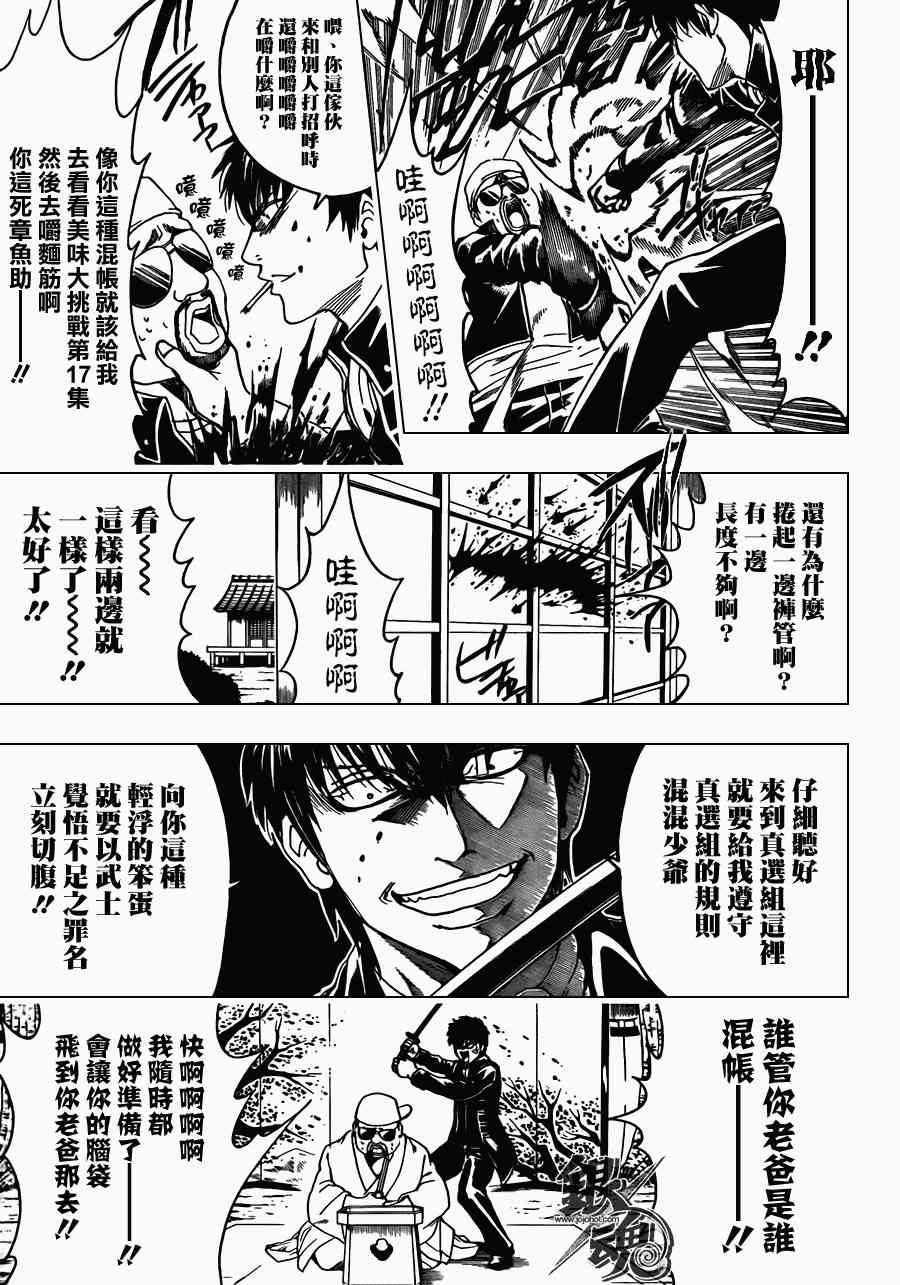 耶——!!
哇啊啊啊啊啊啊!!
喂、你這傢伙
來和別人打招呼時
還嚼嚼嚼嚼嚼
在嚼什麼啊？
噫噫噫噫
像你這種混帳就該給我
去看看美味大挑戰第17集
然後去嚼麵筋啊
你這死章魚助——!!
還有為什麼
捲起一邊褲管啊？
有一邊
長度不夠啊？
哇啊啊啊
看~~~
這樣兩邊就
一樣了~~~!!
太好了!!
仔細聽好
來到真選組這裡
就要給我遵守
真選組的規則
混混少爺
向你這種
輕浮的笨蛋
就要以武士
覺悟不足之罪名
立刻切腹!!
誰管你老爸是誰
混帳——
快啊啊啊啊
我隨時都
做好準備了——
會讓你的腦袋
飛到你老爸那去!!
銀魂
www.jojohot.com